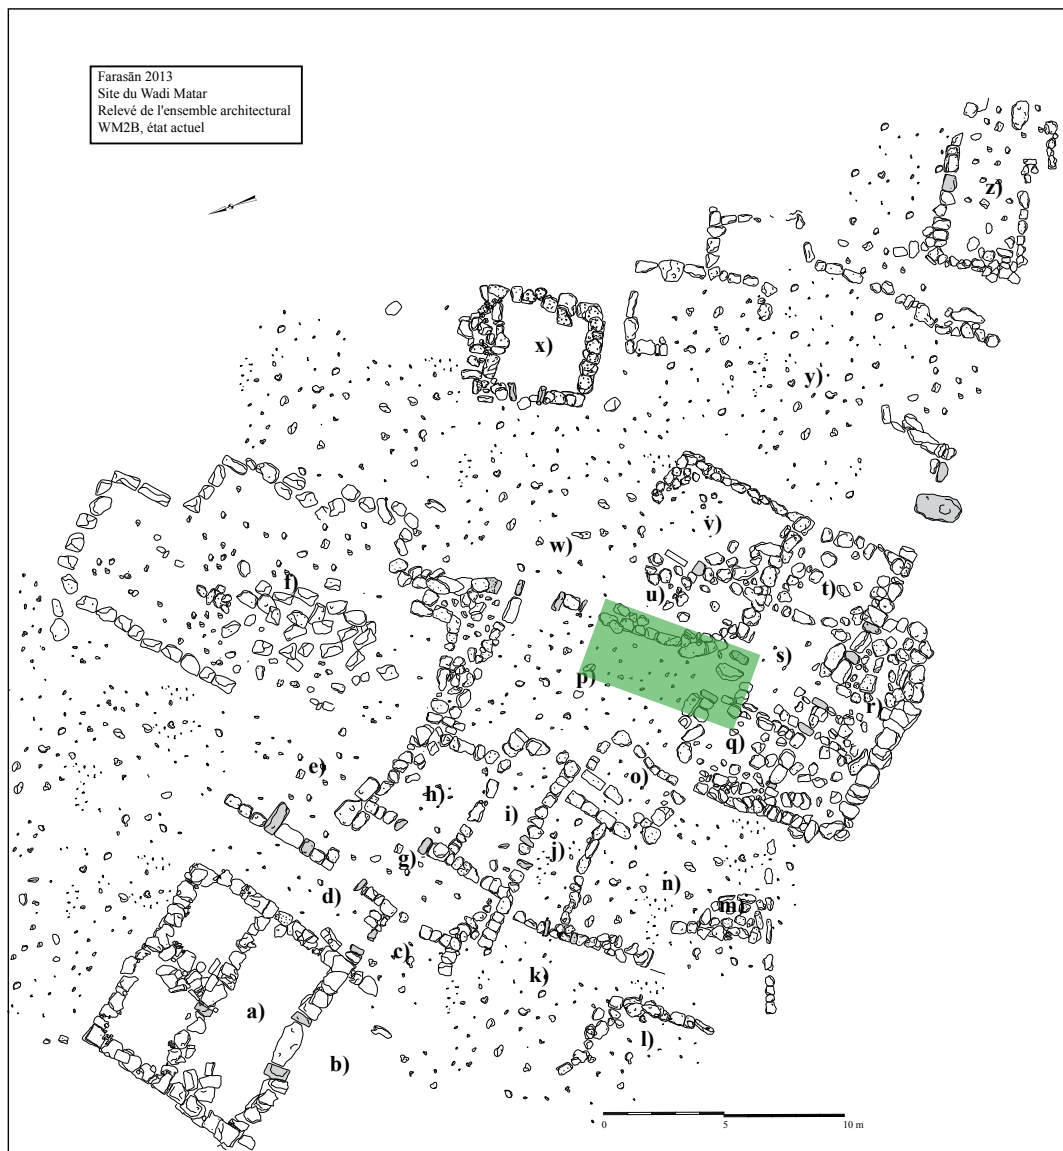 Farasān 2013
Site du Wadi Matar
Relevé de l'ensemble architectural
WM2B, état actuel
z)
x)
y)
v)
w)
f)
t)
u)
s)
p)
r)
q)
e)
o)
h)
i)
j)
g)
n)
d)
m)
c)
k)
a)
l)
b)
0 5 10 m